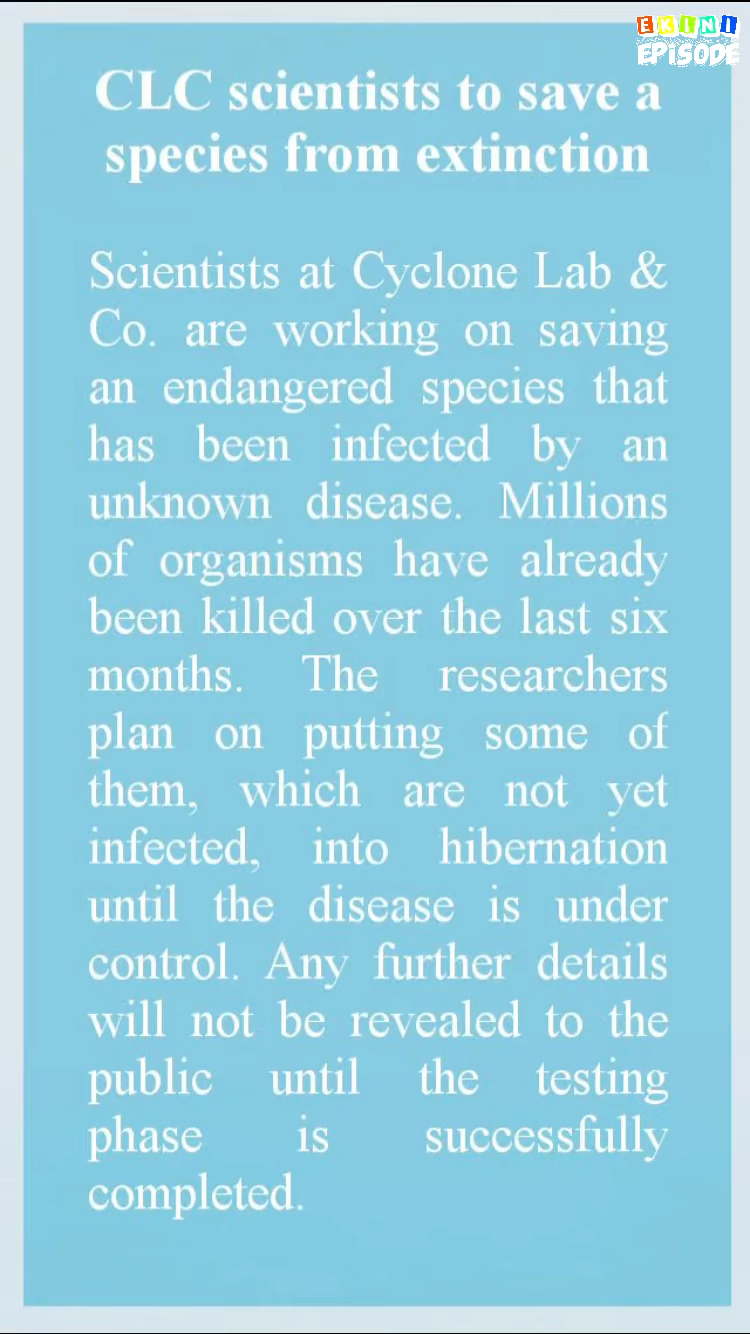 EKINI
EPISODE
CLC scientists to save a
species from extinction
Scientists at Cyclone Lab &
Co. are working on saving
an endangered species that
has been infected by an
unknown disease. Millions
of organisms have already
been killed over the last six
months. The researchers
plan on putting some of
them, which are not yet
infected, into hibernation
until the disease is under
control. Any further details
will not be revealed to the
public until the testing
phase is successfully
completed.